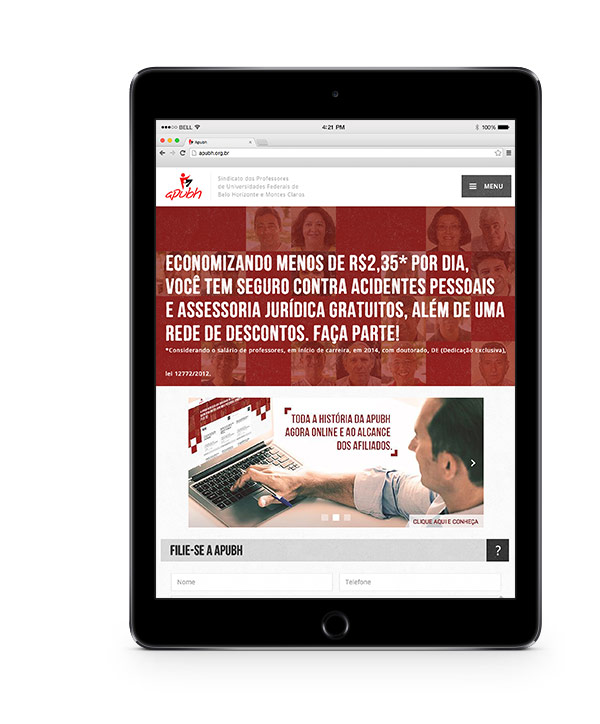 BELL
4:21 PM
100%
Apubh
apubh.org.br
apubh
Sindicato dos Professores
de Universidades Federais de
Belo Horizonte e Montes Claros
MENU
ECONOMIZANDO MENOS DE R$2,35* POR DIA,
VOCÊ TEM SEGURO CONTRA ACIDENTES PESSOAIS
E ASSESSORIA JURÍDICA GRATUITOS, ALÉM DE UMA
REDE DE DESCONTOS. FAÇA PARTE!
*Considerando o salário de professores, em início de carreira, em 2014, com doutorado, DE (Dedicação Exclusiva),
lei 12772/2012.
TODA A HISTÓRIA DA APUBH
AGORA ONLINE E AO ALCANCE
DOS AFILIADOS.
CLIQUE AQUI E CONHEÇA
FILIE-SE A APUBH
?
Nome
Telefone